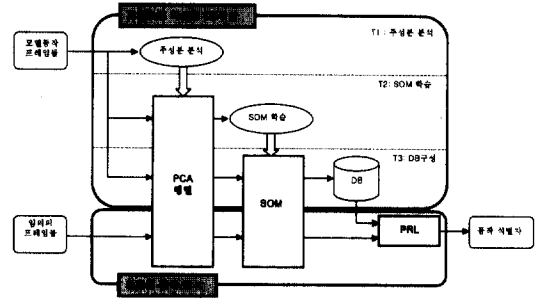 T1 : 주성분 분석
모델동작
프레임들
주성분 분석
T2: SOM 학습
SOM 학습
T3: DB구성
PCA
행렬
SOM
DB
임의의
프레임들
PRL
동작 식별자